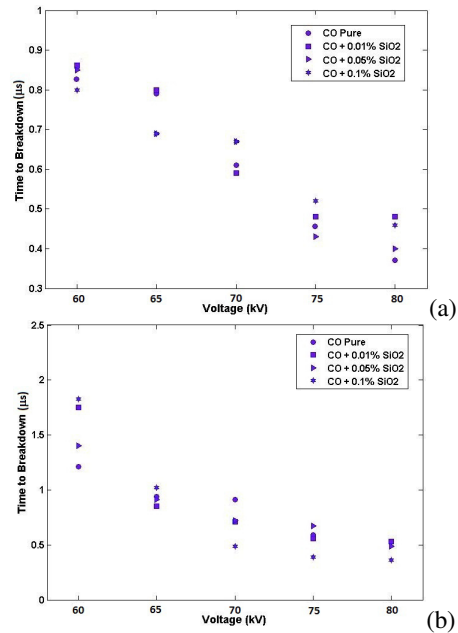 1
0.9
0.8
0.7
0.6
0.5
0.4
0.3
Time to Breakdown (μs)
CO Pure
CO + 0.01% SiO2
CO + 0.05% SiO2
CO + 0.1% SiO2
60 65 70 75 80
Voltage (kV)
(a)
2.5
2
1.5
1
0.5
0
Time to Breakdown (μs)
CO Pure
CO + 0.01% SiO2
CO + 0.05% SiO2
CO + 0.1% SiO2
60 65 70 75 80
Voltage (kV)
(b)